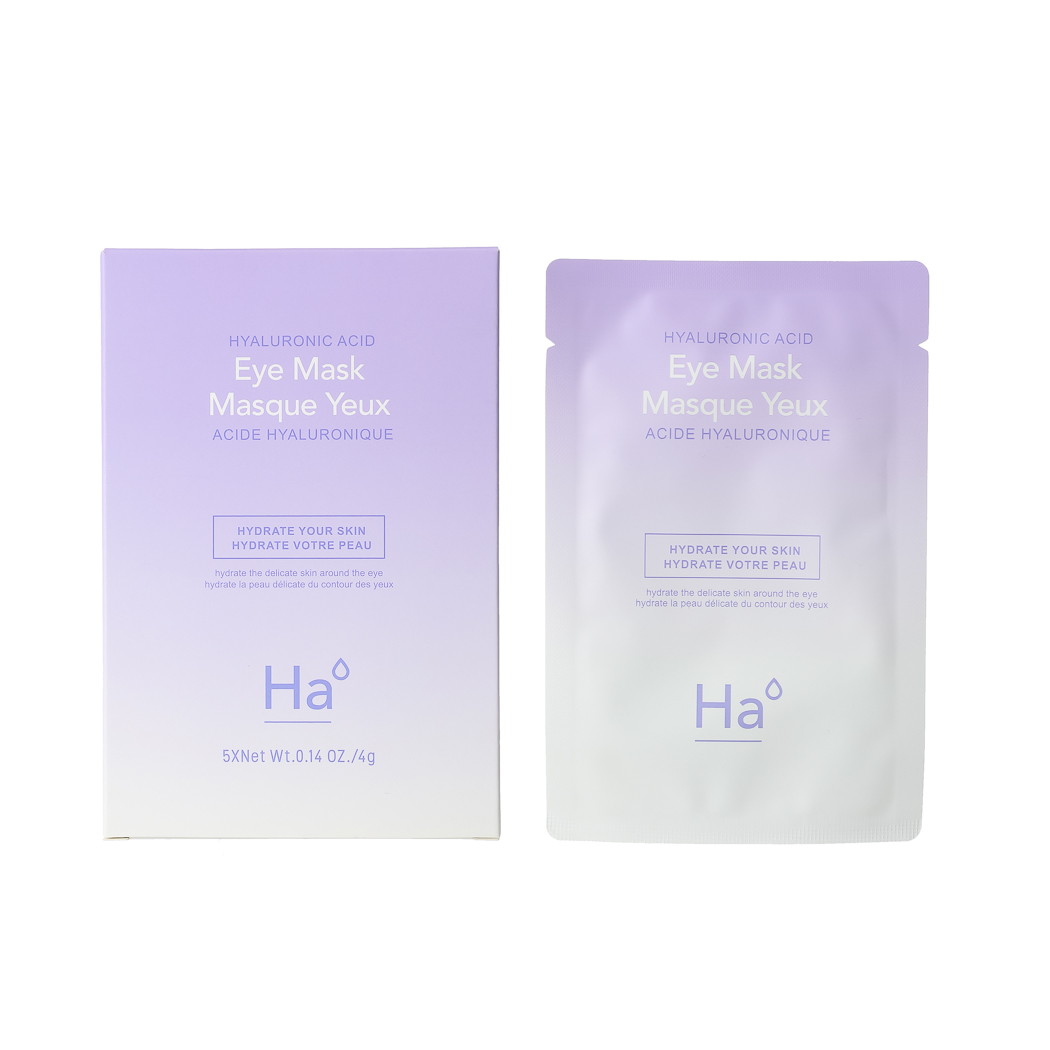 HYALURONIC ACID
Eye Mask
Masque Yeux
ACIDE HYALURONIQUE
HYDRATE YOUR SKIN
HYDRATE VOTRE PEAU
hydrate the delicate skin around the eye
hydrate la peau délicate du contour des yeux
Ha
5XNet Wt.0.14 OZ./4g
HYALURONIC ACID
Eye Mask
Masque Yeux
ACIDE HYALURONIQUE
HYDRATE YOUR SKIN
HYDRATE VOTRE PEAU
hydrate the delicate skin around the eye
hydrate la peau délicate du contour des yeux
Ha